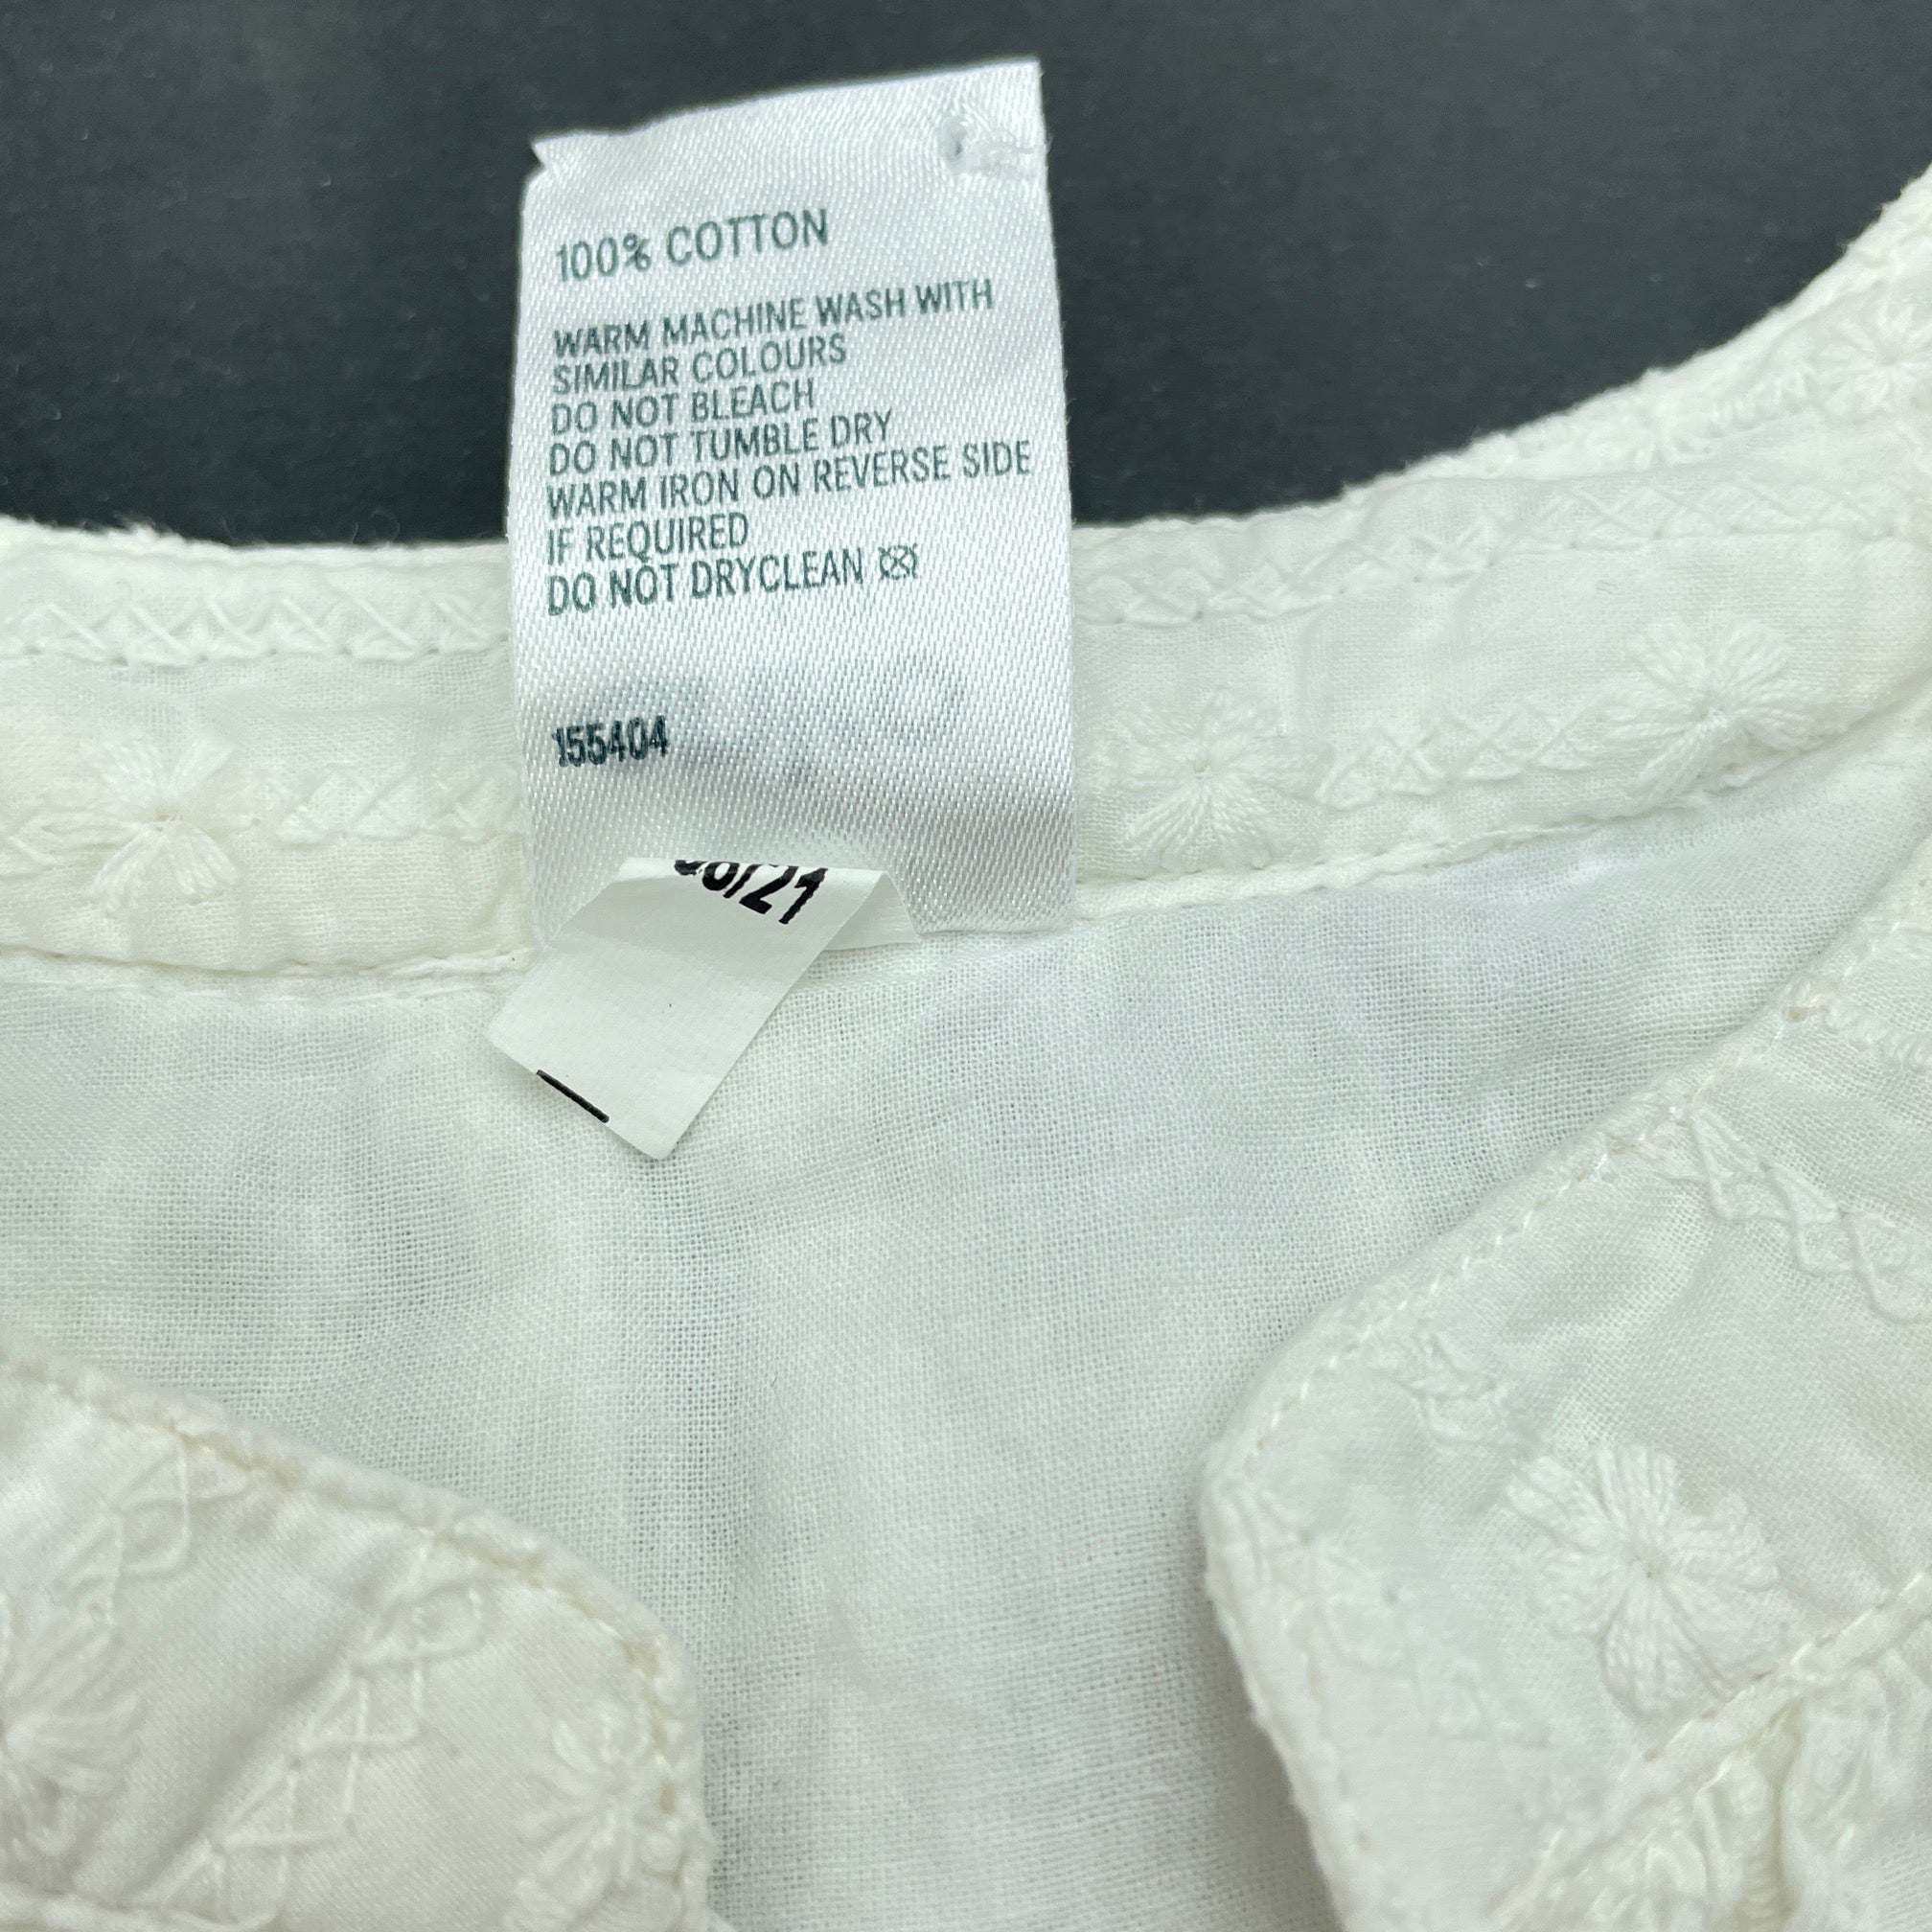 100% COTTON
WARM MACHINE WASH WITH
SIMILAR COLOURS
DO NOT BLEACH
DO NOT TUMBLE DRY
WARM IRON ON REVERSE SIDE
IF REQUIRED
DO NOT DRYCLEAN
155404